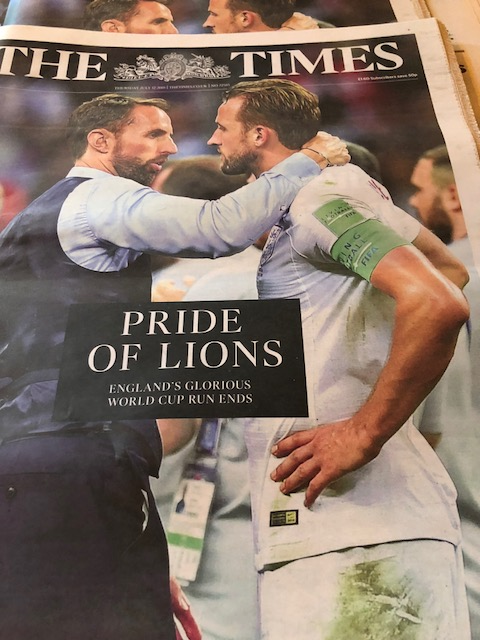 THE TIMES
PRIDE
OF LIONS
ENGLAND'S GLORIOUS
WORLD CUP RUN ENDS